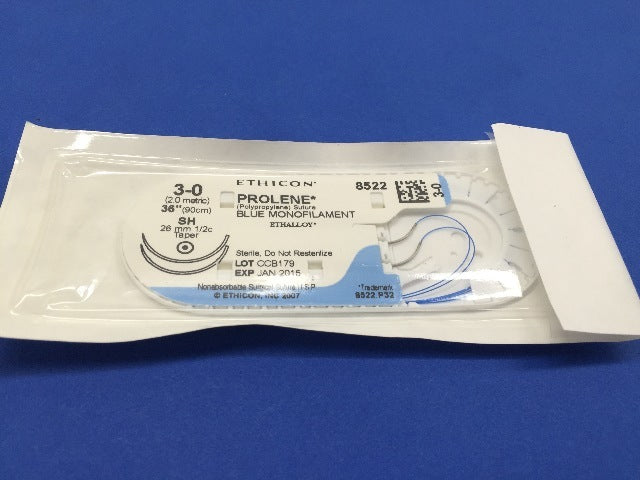 3-0
(2.0 metric)
36"(90cm)
SH
26 mm 1/2c
Taper
ETHICON*
8522
PROLENE*
(Polypropylene) Suture
BLUE MONOFILAMENT
ETHALLOY*
3-0
Sterile, Do Not Resterilize
LOT CCB179
EXP JAN 2015
Nonabsorbable Surgical Suture U.S.P.
© ETHICON, INC 2007
*Trademark
8522.P32